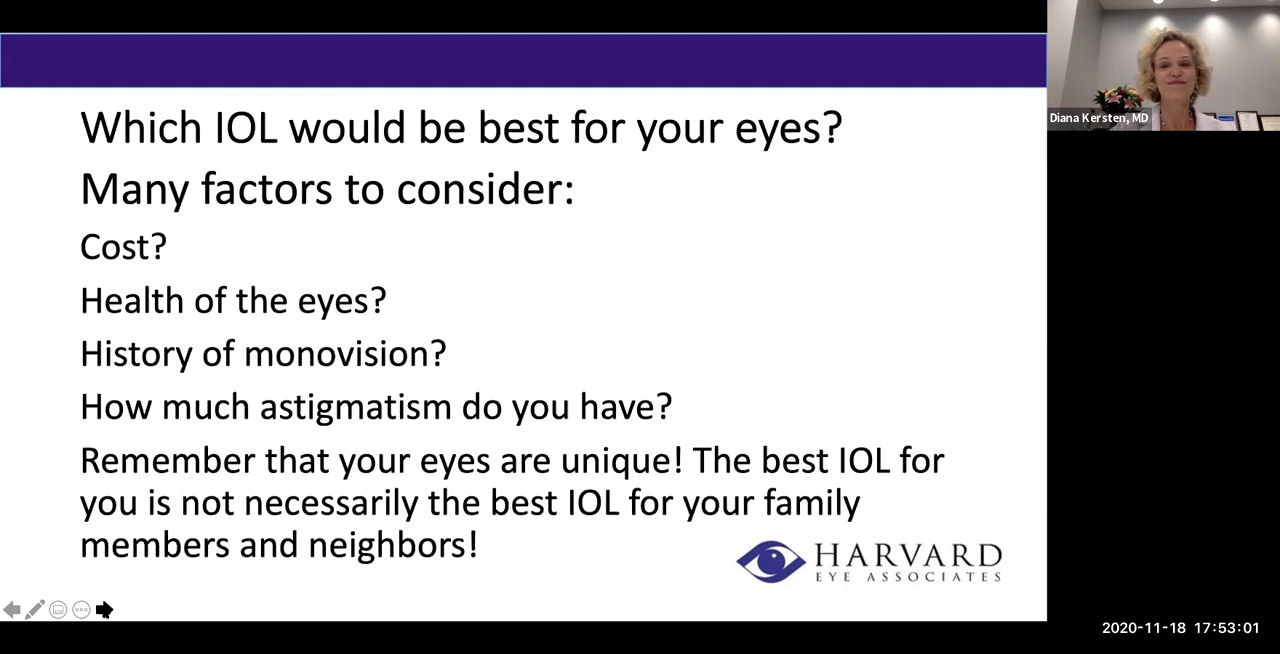 Which IOL would be best for your eyes?
Many factors to consider:
Cost?
Health of the eyes?
History of monovision?
How much astigmatism do you have?
Remember that your eyes are unique! The best IOL for
you is not necessarily the best IOL for your family
members and neighbors!
HARVARD
EYE ASSOCIATES
Diana Kersten, MD
2020-11-18 17:53:01